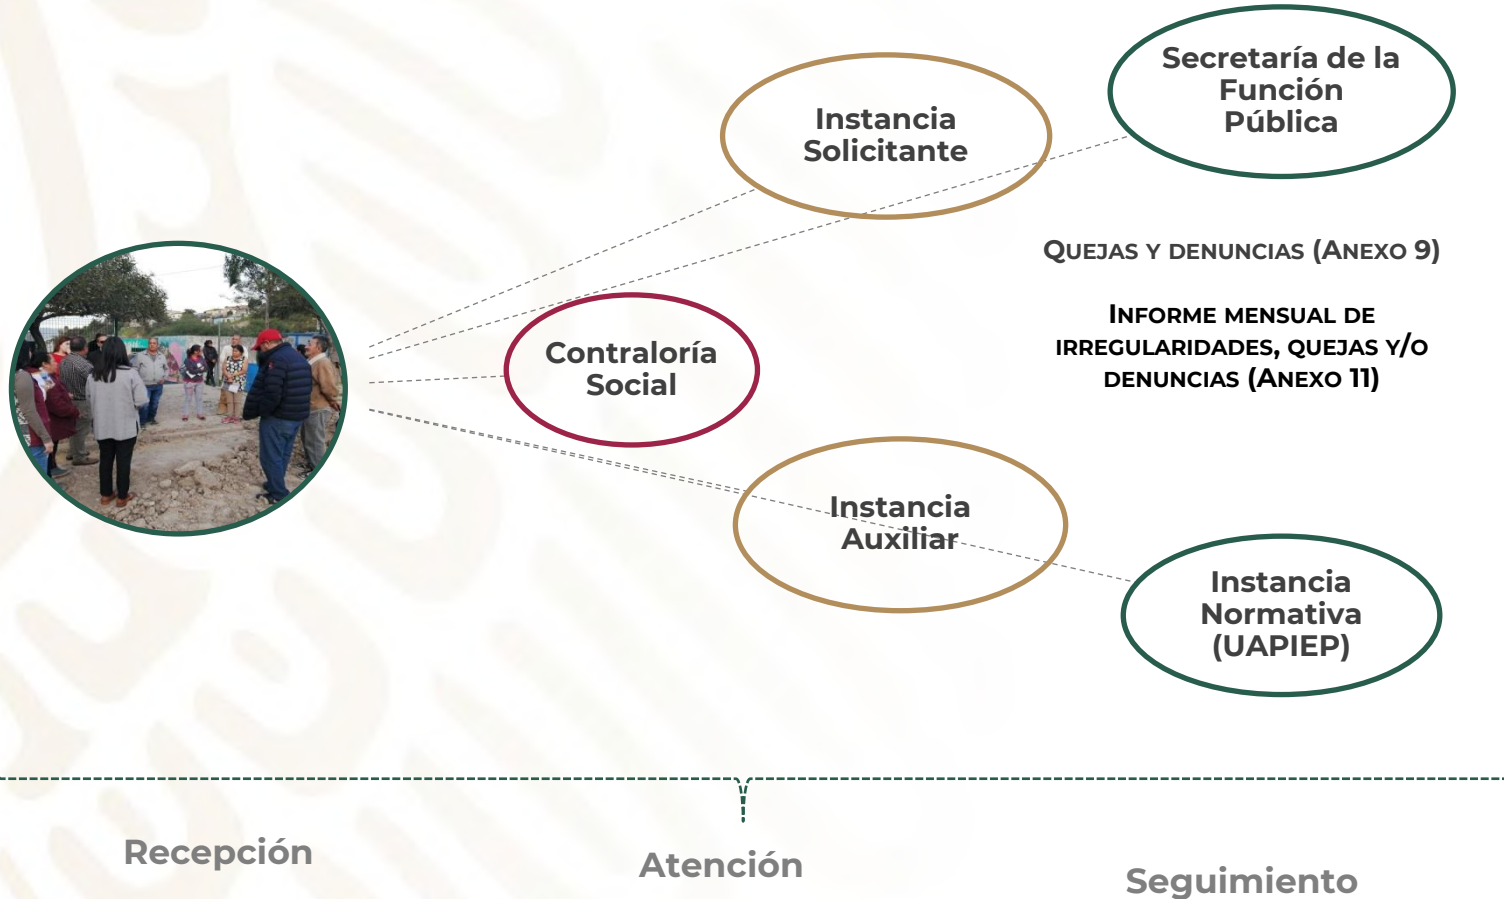 Secretaría de la
Función
Pública
Instancia
Solicitante
QUEJAS Y DENUNCIAS (ANEXO 9)
INFORME MENSUAL DE
IRREGULARIDADES, QUEJAS Y/O
DENUNCIAS (ANEXO 11)
Contraloría
Social
Instancia
Auxiliar
Instancia
Normativa
(UAPIEP)
Recepción
Atención
Seguimiento